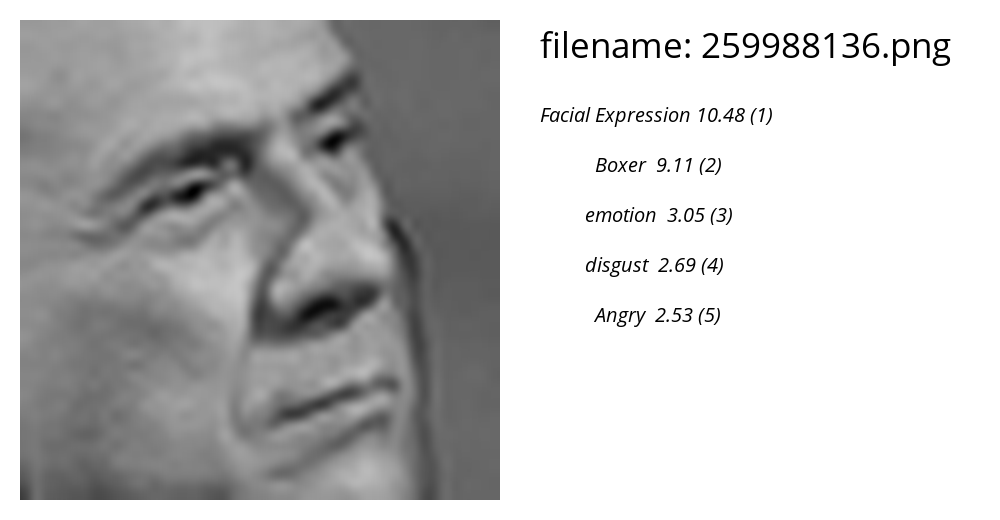 filename: 259988136.png
Facial Expression 10.48 (1)
Boxer 9.11 (2)
emotion 3.05 (3)
disgust 2.69 (4)
Angry 2.53 (5)